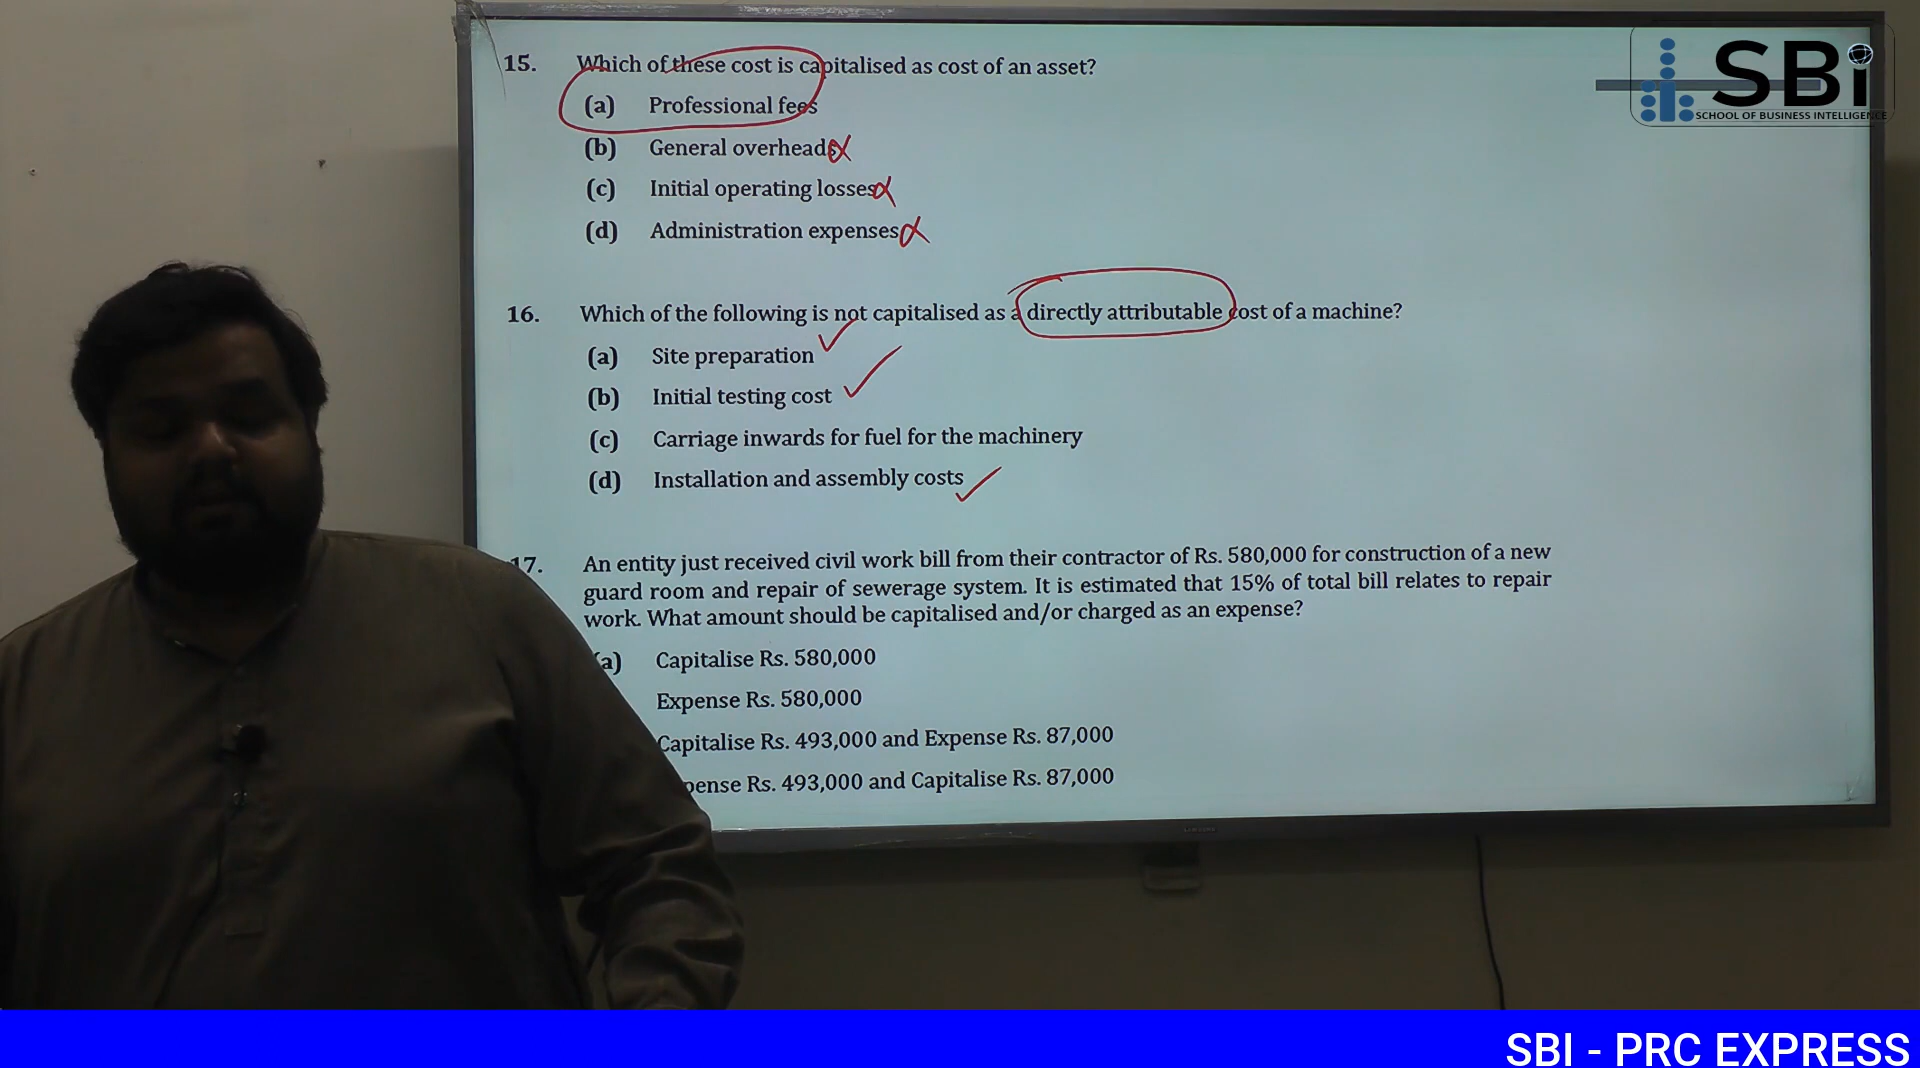 15. Which of these cost is capitalised as cost of an asset?
(a) Professional fees
(b) General overheads
(c) Initial operating losses
(d) Administration expenses
16. Which of the following is not capitalised as a directly attributable cost of a machine?
(a) Site preparation
(b) Initial testing cost
(c) Carriage inwards for fuel for the machinery
(d) Installation and assembly costs
17. An entity just received civil work bill from their contractor of Rs. 580,000 for construction of a new
guard room and repair of sewerage system. It is estimated that 15% of total bill relates to repair
work. What amount should be capitalised and/or charged as an expense?
(a) Capitalise Rs. 580,000
Expense Rs. 580,000
Capitalise Rs. 493,000 and Expense Rs. 87,000
Rs. 493,000 and Capitalise Rs. 87,000
SBi
SCHOOL OF BUSINESS INTELLIGENCE
SBI - PRC EXPRESS